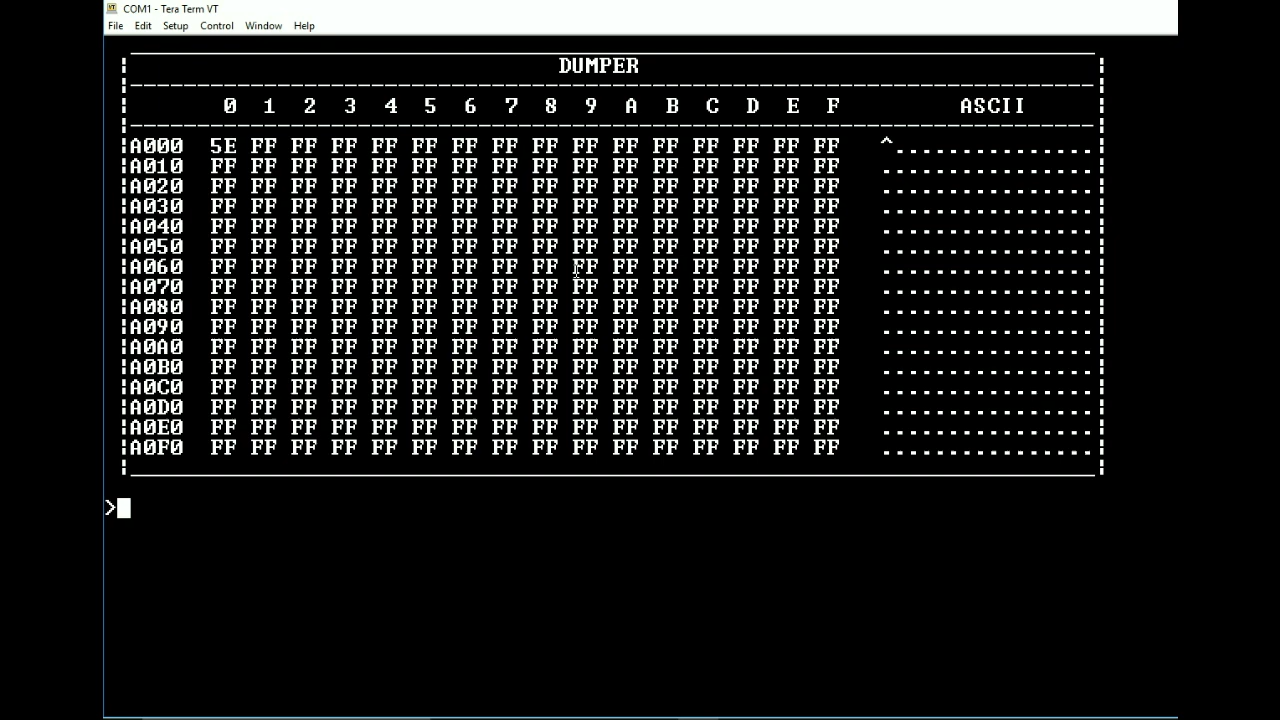 COM1 - Tera Term VT
File Edit Setup Control Window Help
DUMPER
0 1 2 3 4 5 6 7 8 9 A B C D E F ASCII
A000 5E FF FF FF FF FF FF FF FF FF FF FF FF FF FF FF ^...............
A010 FF FF FF FF FF FF FF FF FF FF FF FF FF FF FF FF ................
A020 FF FF FF FF FF FF FF FF FF FF FF FF FF FF FF FF ................
A030 FF FF FF FF FF FF FF FF FF FF FF FF FF FF FF FF ................
A040 FF FF FF FF FF FF FF FF FF FF FF FF FF FF FF FF ................
A050 FF FF FF FF FF FF FF FF FF FF FF FF FF FF FF FF ................
A060 FF FF FF FF FF FF FF FF FF FF FF FF FF FF FF FF ................
A070 FF FF FF FF FF FF FF FF FF FF FF FF FF FF FF FF ................
A080 FF FF FF FF FF FF FF FF FF FF FF FF FF FF FF FF ................
A090 FF FF FF FF FF FF FF FF FF FF FF FF FF FF FF FF ................
A0A0 FF FF FF FF FF FF FF FF FF FF FF FF FF FF FF FF ................
A0B0 FF FF FF FF FF FF FF FF FF FF FF FF FF FF FF FF ................
A0C0 FF FF FF FF FF FF FF FF FF FF FF FF FF FF FF FF ................
A0D0 FF FF FF FF FF FF FF FF FF FF FF FF FF FF FF FF ................
A0E0 FF FF FF FF FF FF FF FF FF FF FF FF FF FF FF FF ................
A0F0 FF FF FF FF FF FF FF FF FF FF FF FF FF FF FF FF ................
>